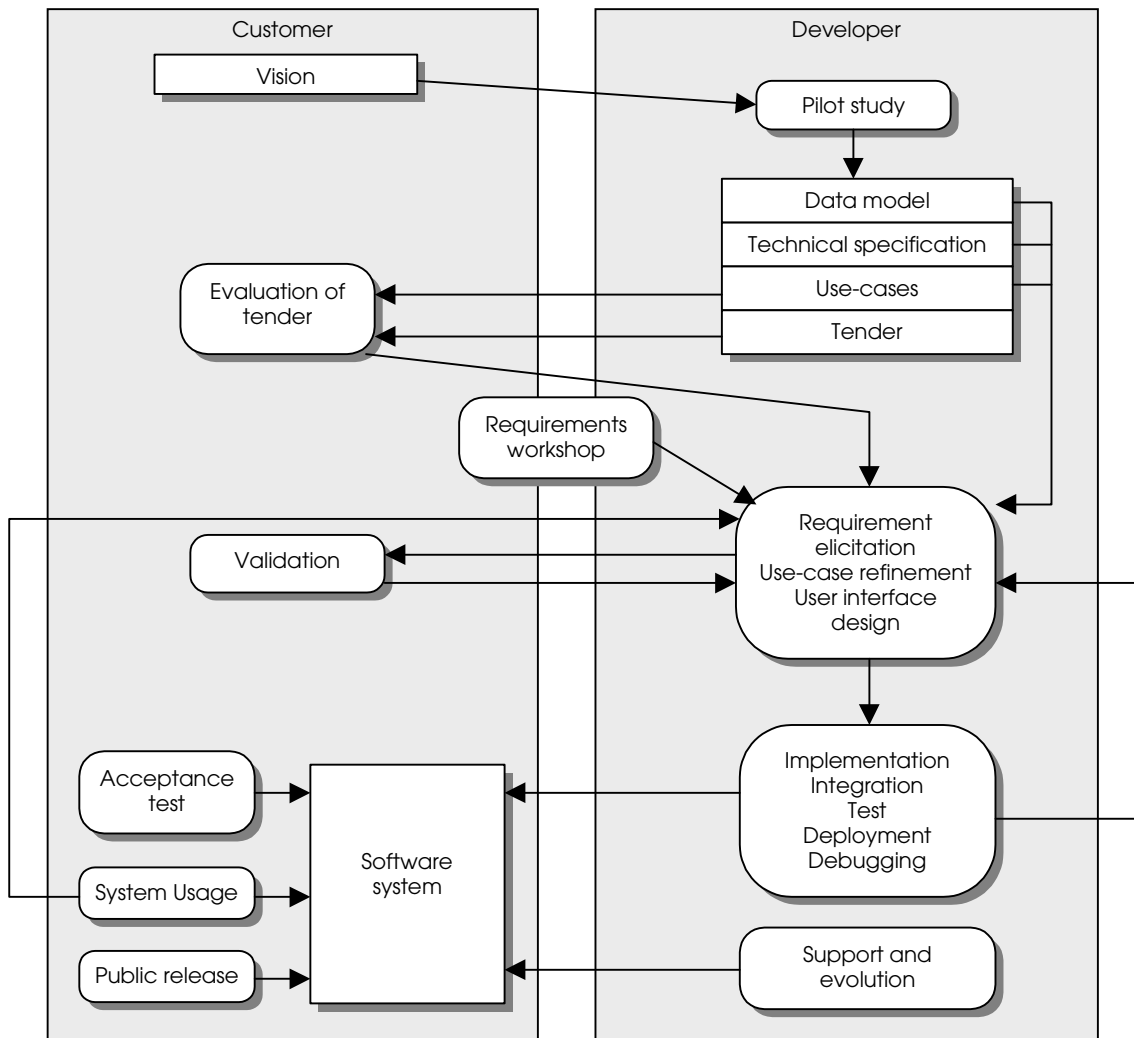 Customer
Developer
Vision
Pilot study
Data model
Technical specification
Use-cases
Tender
Evaluation of
tender
Requirements
workshop
Requirement
elicitation
Use-case refinement
User interface
design
Validation
Implementation
Integration
Test
Deployment
Debugging
Acceptance
test
Software
system
System Usage
Public release
Support and
evolution